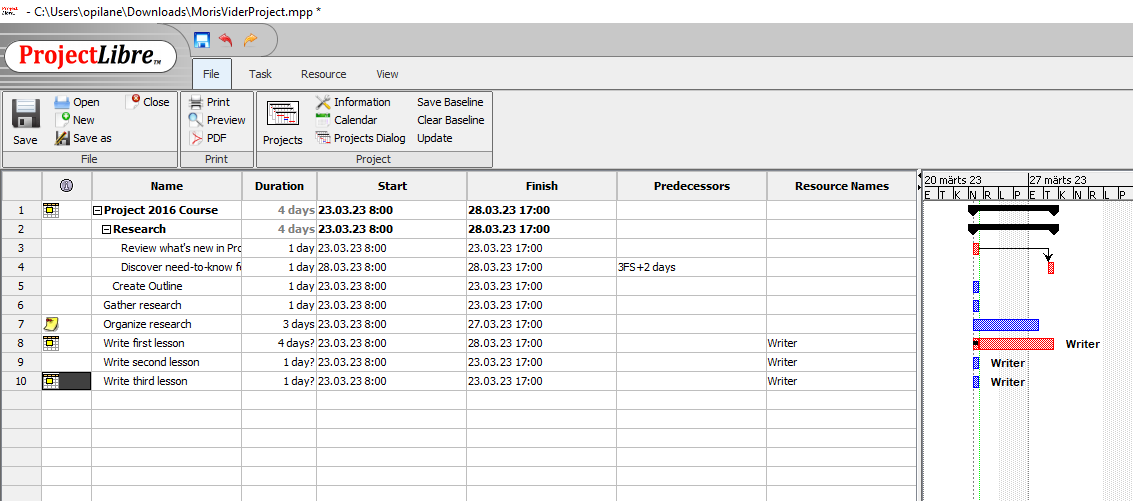 Project Libre - C:\Users\opilane\Downloads\MorisViderProject.mpp *
ProjectLibre™
File Task Resource View
Save
Open
New
Save as
Close
File
Print
Preview
PDF
Print
Projects
Information
Calendar
Projects Dialog
Save Baseline
Clear Baseline
Update
Project
Name Duration Start Finish Predecessors Resource Names
20 märts 23 27 märts 23
E T K N R L P E T K N R L P
1 Project 2016 Course 4 days 23.03.23 8:00 28.03.23 17:00
2 Research 4 days 23.03.23 8:00 28.03.23 17:00
3 Review what's new in Pro 1 day 23.03.23 8:00 23.03.23 17:00
4 Discover need-to-know f 1 day 28.03.23 8:00 28.03.23 17:00 3FS+2 days
5 Create Outline 1 day 23.03.23 8:00 23.03.23 17:00
6 Gather research 1 day 23.03.23 8:00 23.03.23 17:00
7 Organize research 3 days 23.03.23 8:00 27.03.23 17:00
8 Write first lesson 4 days? 23.03.23 8:00 28.03.23 17:00 Writer Writer
9 Write second lesson 1 day? 23.03.23 8:00 23.03.23 17:00 Writer Writer
10 Write third lesson 1 day? 23.03.23 8:00 23.03.23 17:00 Writer Writer